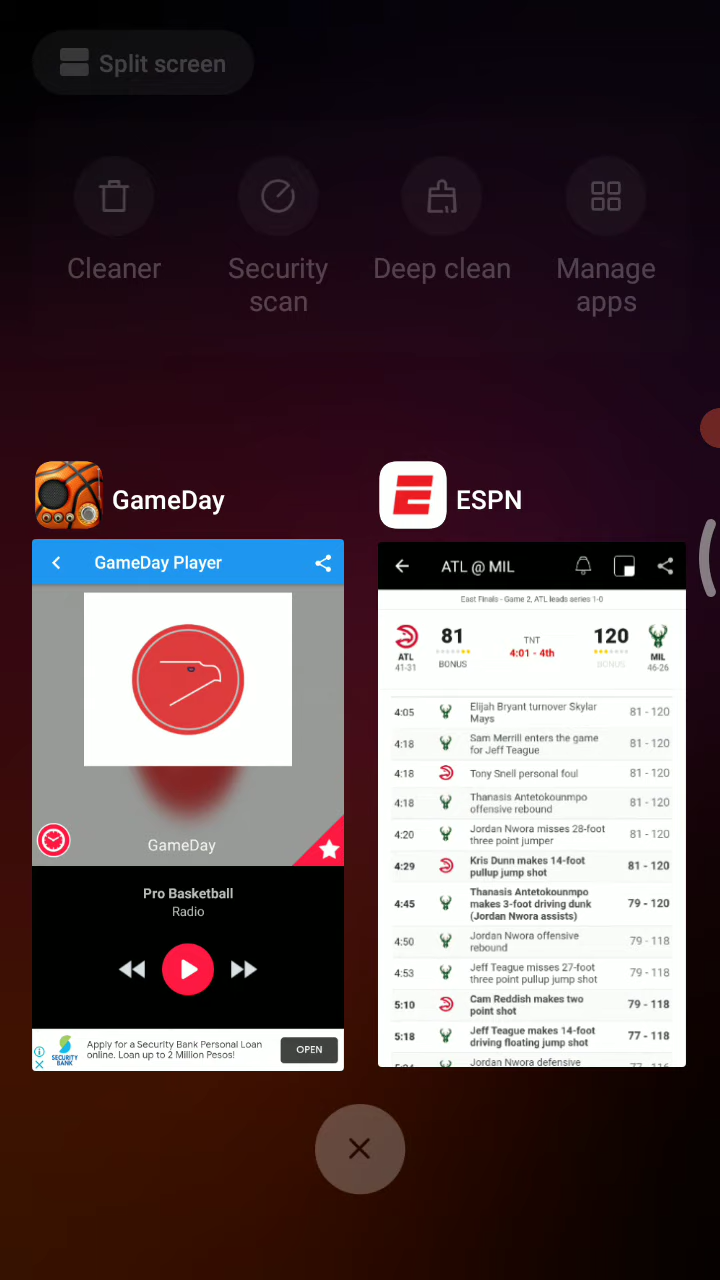 Split screen
Cleaner
Security
scan
Deep clean
Manage
apps
GameDay
GameDay Player
GameDay
Pro Basketball
Radio
SECURITY
BANK
Apply for a Security Bank Personal Loan
online. Loan up to 2 Million Pesos!
OPEN
ESPN
ATL @ MIL
East Finals - Game 2, ATL leads series 1-0
ATL
41-31
81
BONUS
TNT
4:01 - 4th
120
BONUS
MIL
46-26
4:05 Elijah Bryant turnover Skylar 81 - 120
Mays
4:18 Sam Merrill enters the game 81 - 120
for Jeff Teague
4:18 Tony Snell personal foul 81 - 120
4:18 Thanasis Antetokounmpo 81 - 120
offensive rebound
4:20 Jordan Nwora misses 28-foot 81 - 120
three point jumper
4:29 Kris Dunn makes 14-foot 81 - 120
pullup jump shot
4:45 Thanasis Antetokounmpo
makes 3-foot driving dunk 79 - 120
(Jordan Nwora assists)
4:50 Jordan Nwora offensive 79 - 118
rebound
4:53 Jeff Teague misses 27-foot 79 - 118
three point pullup jump shot
5:10 Cam Reddish makes two 79 - 118
point shot
5:18 Jeff Teague makes 14-foot 77 - 118
driving floating jump shot
Jordan Nwora defensive